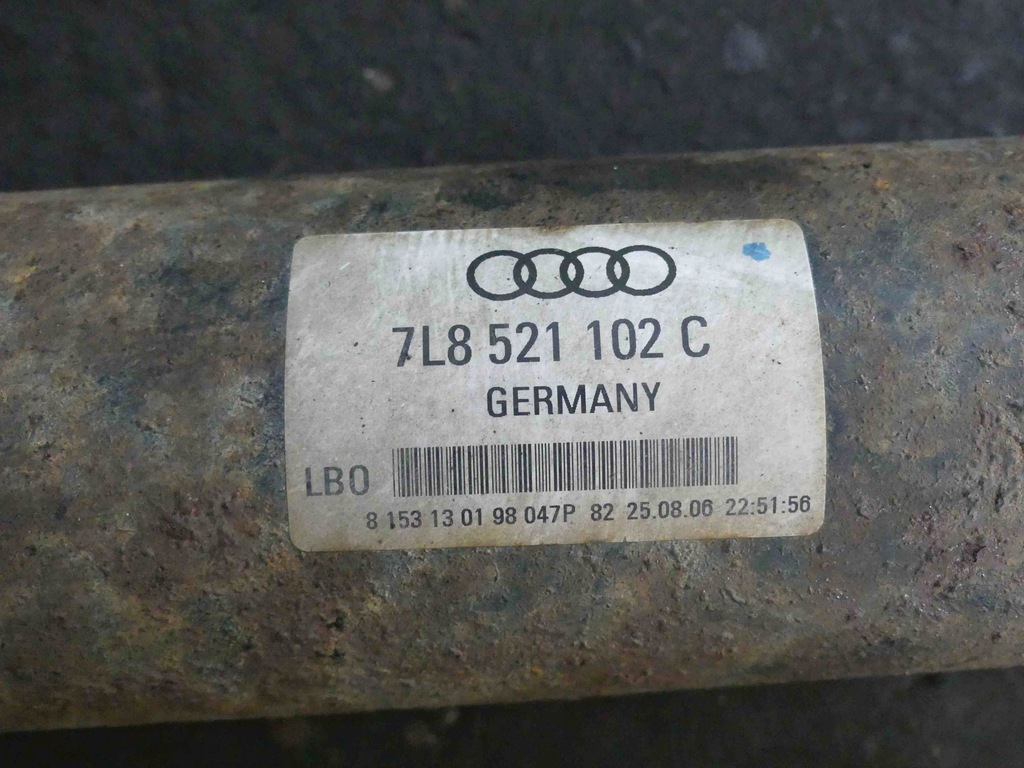 7L8 521 102 C
GERMANY
LBO
8 153 13 01 98 047P 82 25.08.06 22:51:56